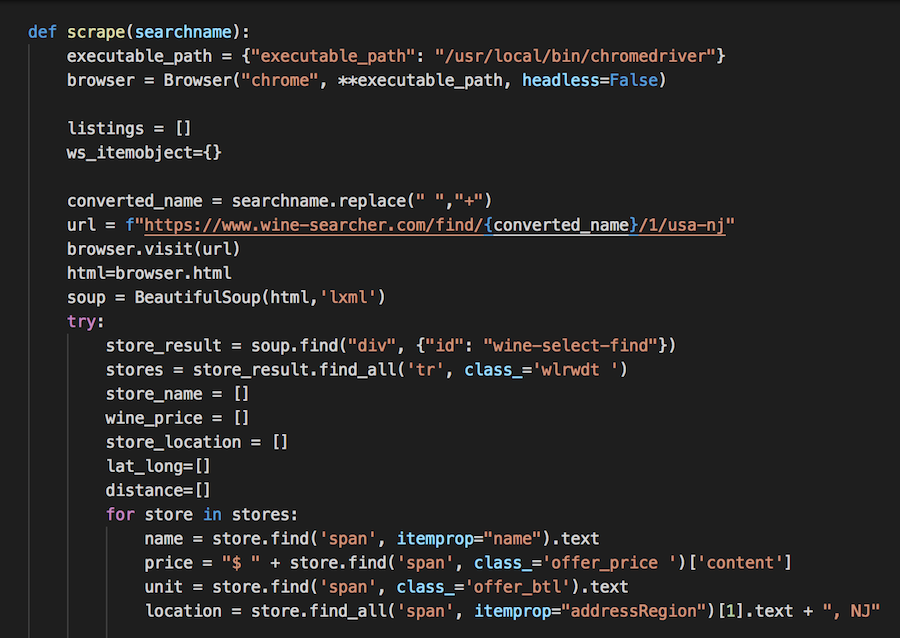 def scrape(searchname):
    executable_path = {"executable_path": "/usr/local/bin/chromedriver"}
    browser = Browser("chrome", **executable_path, headless=False)

    listings = []
    ws_itemobject={}

    converted_name = searchname.replace(" ","+")
    url = f"https://www.wine-searcher.com/find/{converted_name}/1/usa-nj"
    browser.visit(url)
    html=browser.html
    soup = BeautifulSoup(html,'lxml')
    try:
        store_result = soup.find("div", {"id": "wine-select-find"})
        stores = store_result.find_all('tr', class_='wlrwdt ')
        store_name = []
        wine_price = []
        store_location = []
        lat_long=[]
        distance=[]
        for store in stores:
            name = store.find('span', itemprop="name").text
            price = "$ " + store.find('span', class_='offer_price ')['content']
            unit = store.find('span', class_='offer_btl').text
            location = store.find_all('span', itemprop="addressRegion")[1].text + ", NJ"